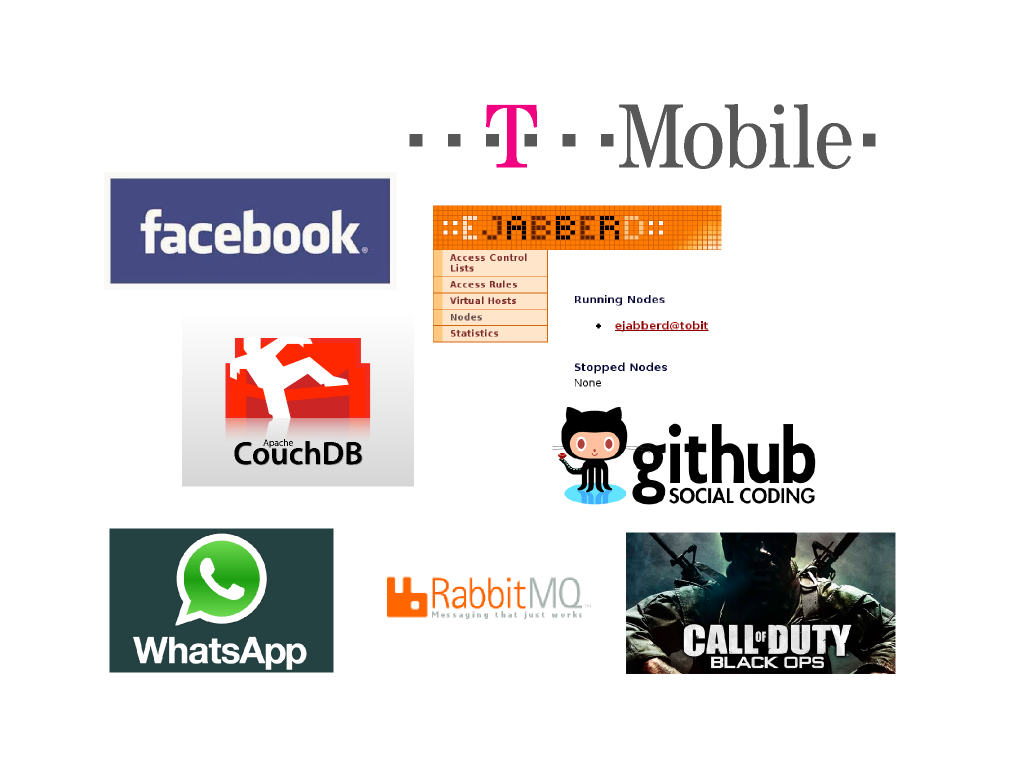 T Mobile
facebook®
EJABBERD
Access Control
Lists
Access Rules
Virtual Hosts
Nodes
Statistics
Running Nodes
ejabberd@tobit
Stopped Nodes
None
Apache
CouchDB
github
SOCIAL CODING
WhatsApp
RabbitMQ™
Messaging that just works
CALL OF DUTY
BLACK OPS